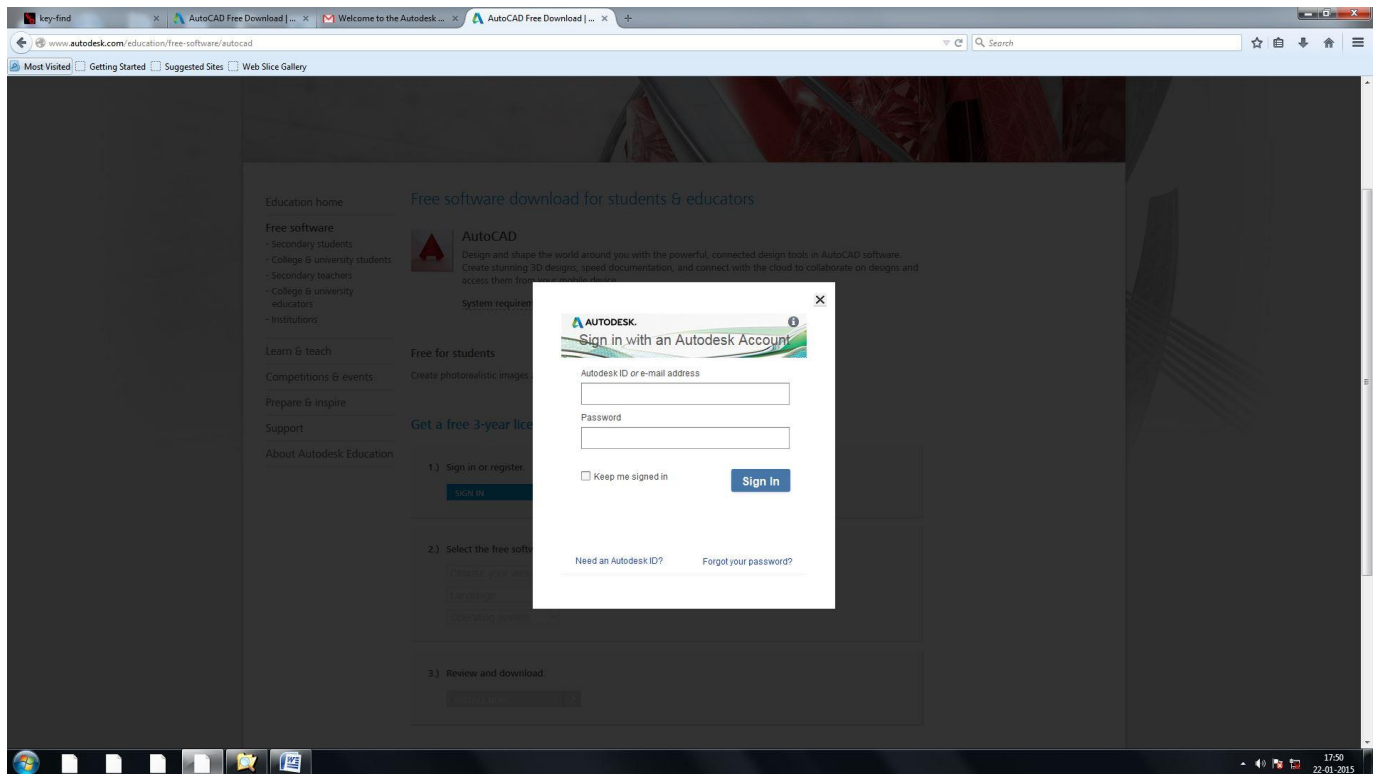 key-find
AutoCAD Free Download | ...
Welcome to the Autodesk ...
AutoCAD Free Download | ...
www.autodesk.com/education/free-software/autocad
Search
Most Visited
Getting Started
Suggested Sites
Web Slice Gallery
Education home
Free software
- Secondary students
- College & university students
- Secondary teachers
- College & university
educators
- Institutions
Learn & teach
Competitions & events
Prepare & inspire
Support
About Autodesk Education
Free software download for students & educators
AutoCAD
Design and shape the world around you with the powerful, connected design tools in AutoCAD software.
Create stunning 3D designs, speed documentation, and connect with the cloud to collaborate on designs and
access them from your mobile device.
System requirem
Free for students
Create photorealistic images
Get a free 3-year lice
1.) Sign in or register.
SIGN IN
2.) Select the free softw
Language
Operating system
3.) Review and download.
AUTODESK.
Sign in with an Autodesk Account
Autodesk ID or e-mail address
Password
Keep me signed in
Sign In
Need an Autodesk ID?
Forgot your password?
17:50
22-01-2015